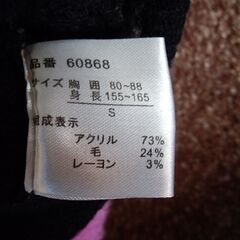 品番 60868
サイズ 胸囲 80~88
身長 155~165
S
組成表示
アクリル 73%
毛 24%
レーヨン 3%